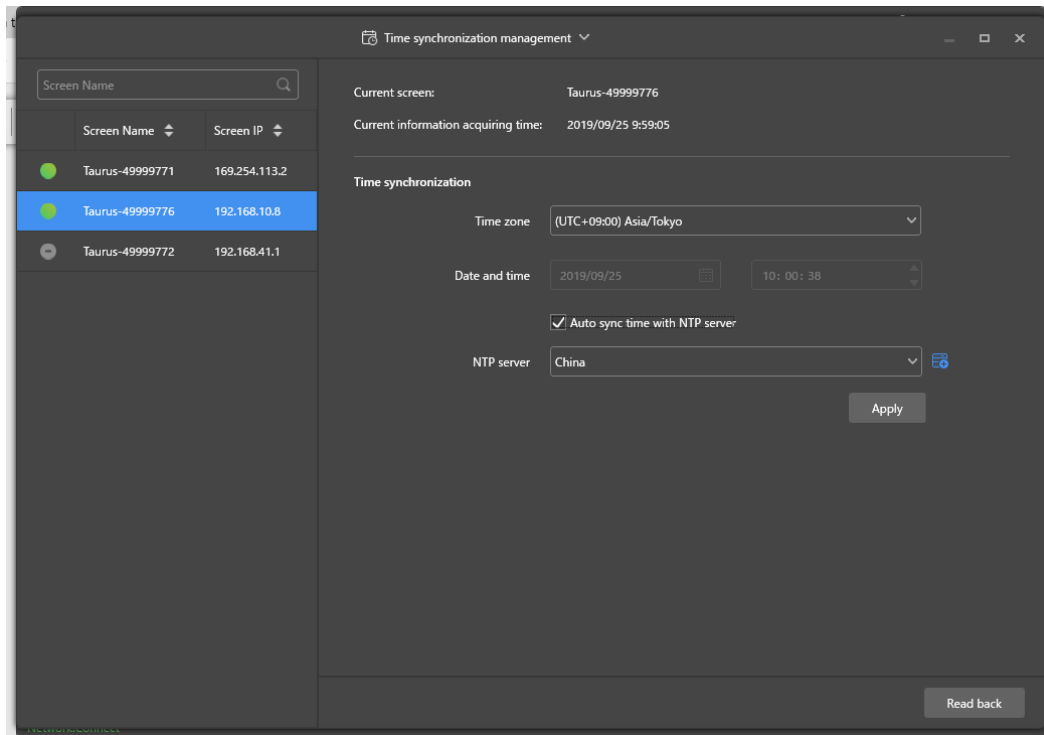 Time synchronization management
Screen Name
Screen Name Screen IP
Taurus-49999771 169.254.113.2
Taurus-49999776 192.168.10.8
Taurus-49999772 192.168.41.1
Current screen: Taurus-49999776
Current information acquiring time: 2019/09/25 9:59:05
Time synchronization
Time zone (UTC+09:00) Asia/Tokyo
Date and time 2019/09/25 10: 00: 38
Auto sync time with NTP server
NTP server China
Apply
Read back